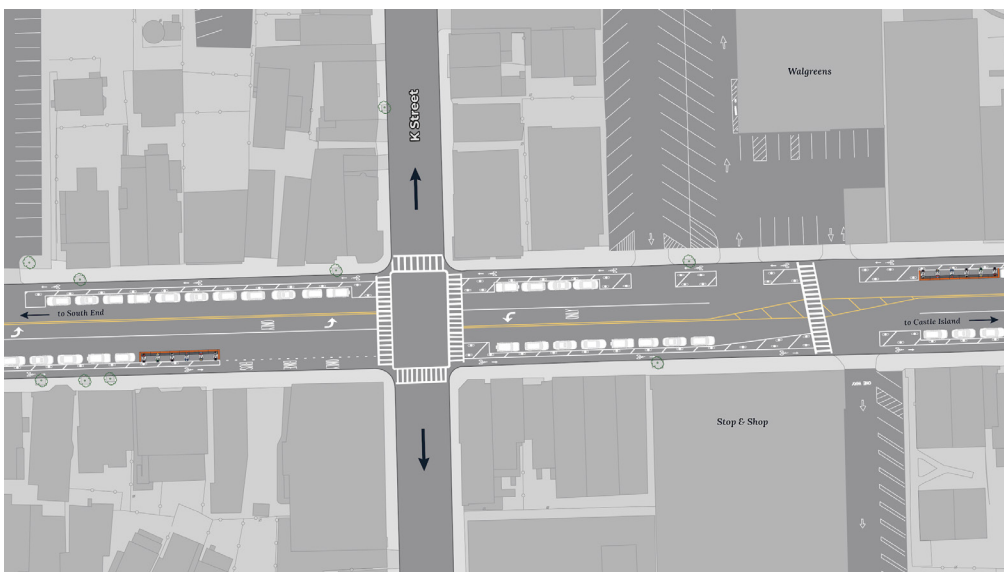 Walgreens
K Street
to South End
to Castle Island
Stop & Shop